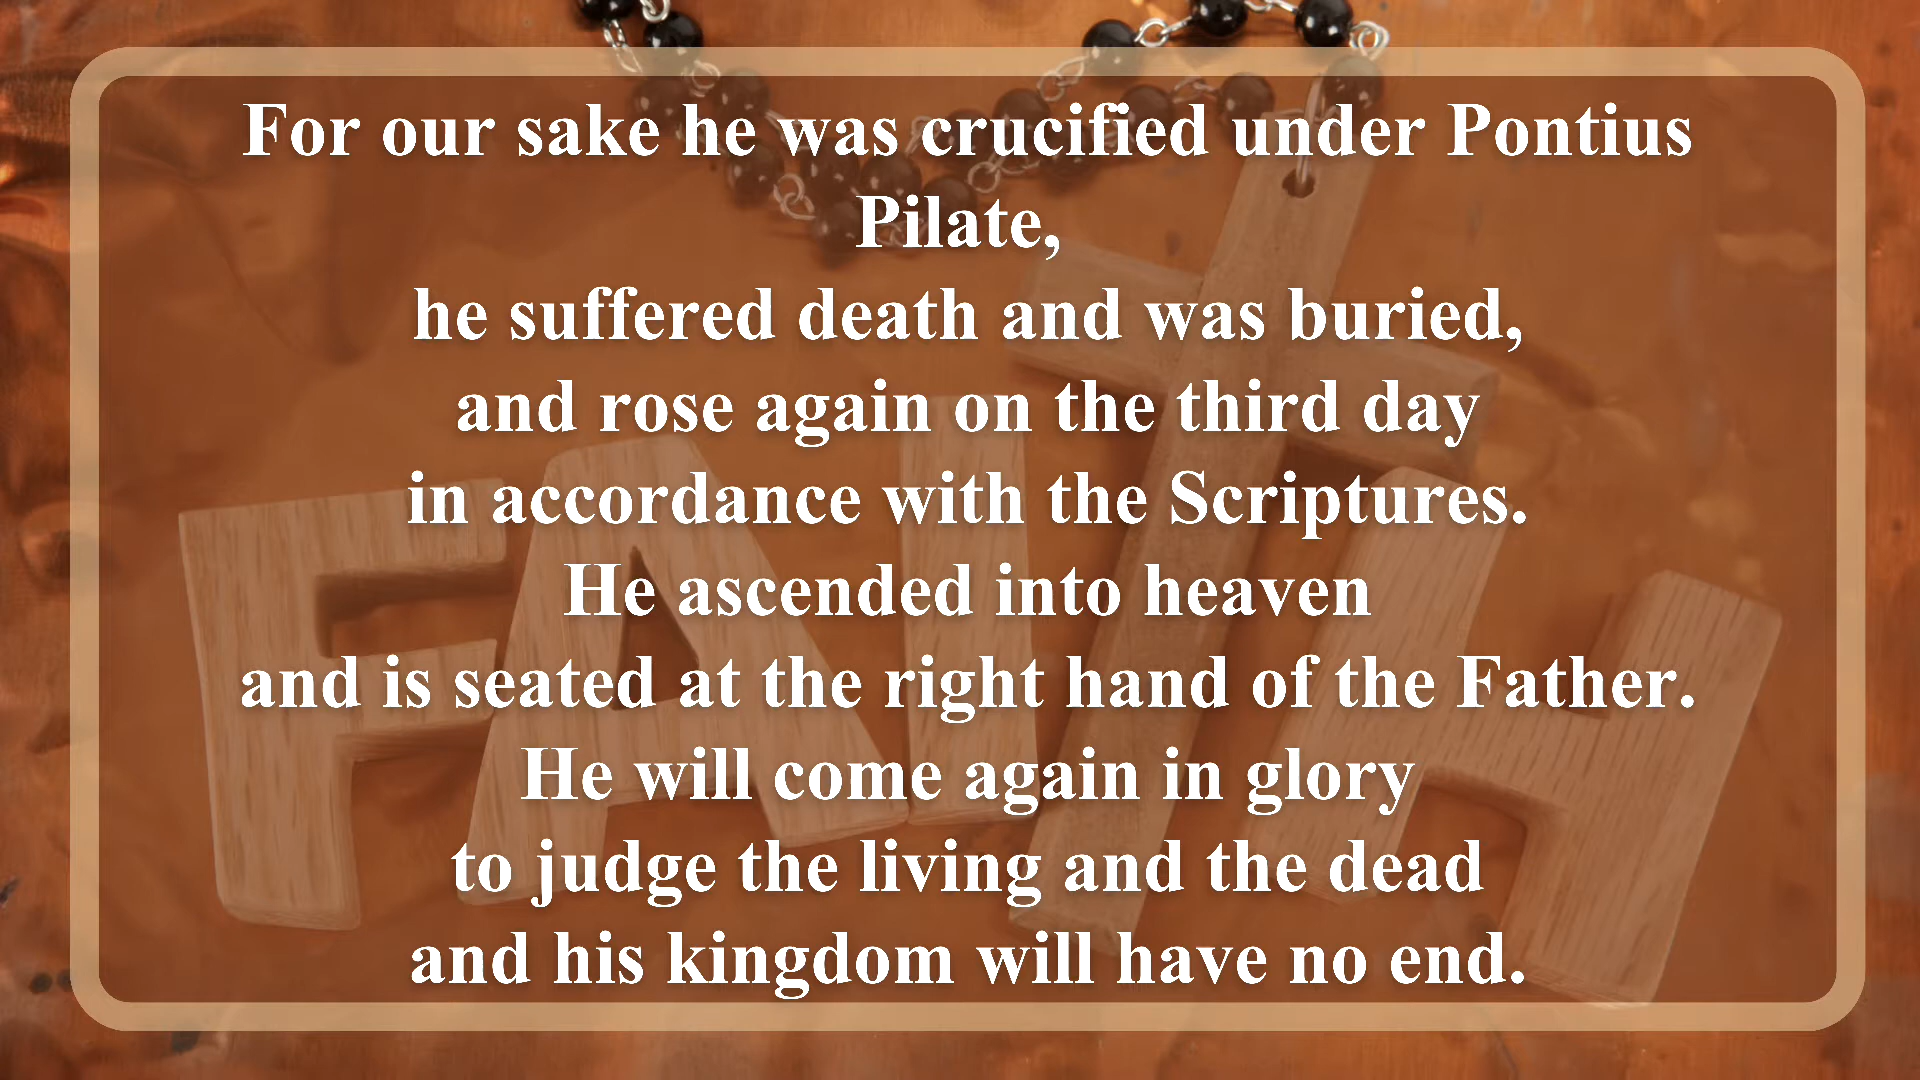 For our sake he was crucified under Pontius
Pilate,
he suffered death and was buried,
and rose again on the third day
in accordance with the Scriptures.
He ascended into heaven
and is seated at the right hand of the Father.
He will come again in glory
to judge the living and the dead
and his kingdom will have no end.
FAITH